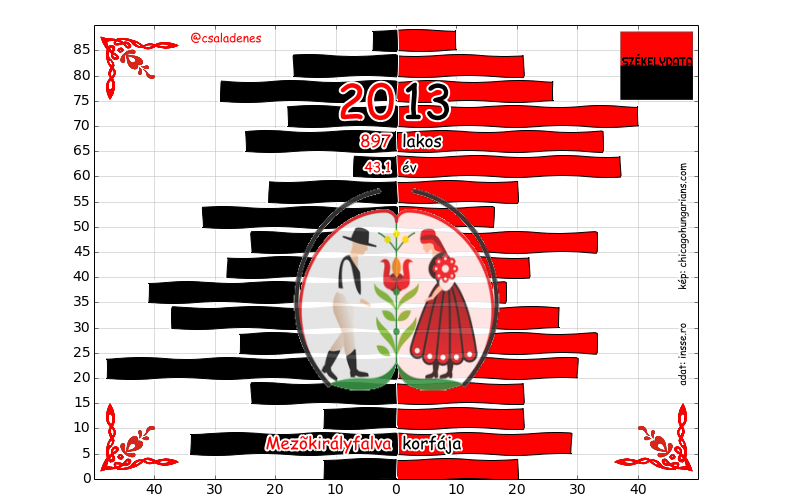 @csaladenes
SZÉKELYDATA
2013
897 lakos
43.1 év
kép: chicagohungarians.com
adat: insse.ro
Mezőkirályfalva korfája
85
80
75
70
65
60
55
50
45
40
35
30
25
20
15
10
5
0
40 30 20 10 0 10 20 30 40